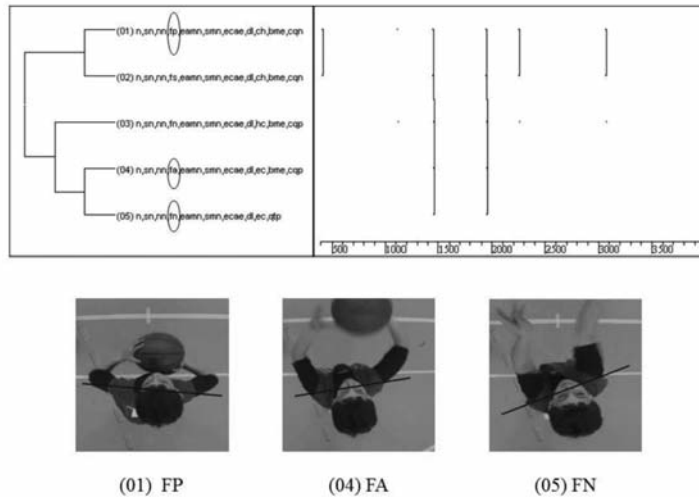 (01) n,sn,nn,fp,eamn,smn,ecae,dl,ch,bme,cqn
(02) n,sn,nn,fs,eamn,smn,ecae,dl,ch,bme,cqn
(03) n,sn,nn,fn,eamn,smn,ecae,dl,hc,bme,cqp
(04) n,sn,nn,fa,eamn,smn,ecae,dl,ec,bme,cqp
(05) n,sn,nn,fn,eamn,smn,ecae,dl,ec,qfp
500 1000 1500 2000 2500 3000 3500
(01) FP (04) FA (05) FN